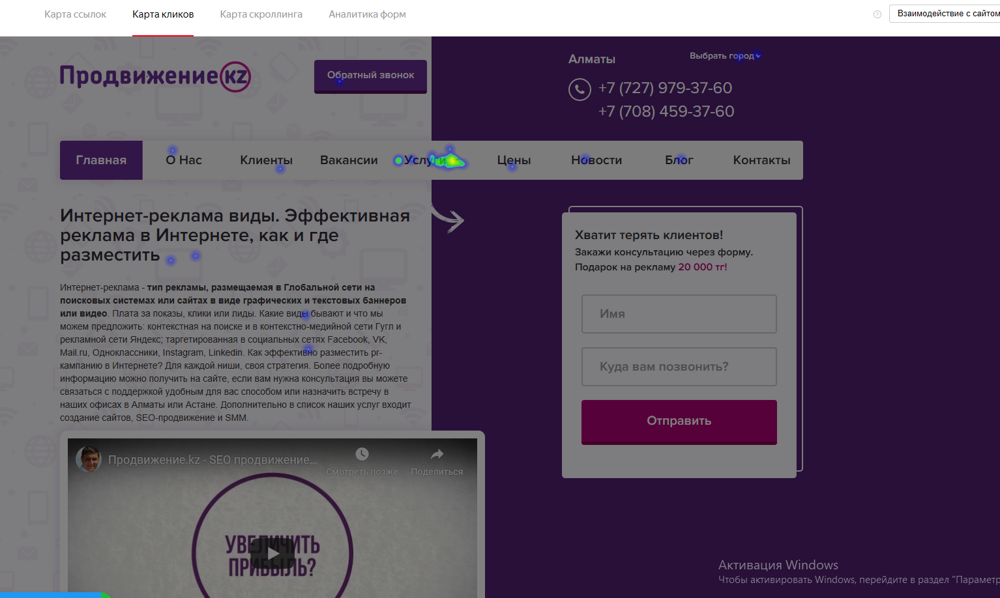 Карта ссылок
Карта кликов
Карта скроллинга
Аналитика форм
?
Взаимодействие с сайтом
Продвижение kz
Обратный звонок
Алматы
Выбрать город
+7 (727) 979-37-60
+7 (708) 459-37-60
Главная
О Нас
Клиенты
Вакансии
Услуги
Цены
Новости
Блог
Контакты
Интернет-реклама виды. Эффективная
реклама в Интернете, как и где
разместить
Интернет-реклама - тип рекламы, размещаемая в Глобальной сети на
поисковых системах или сайтах в виде графических и текстовых баннеров
или видео. Плата за показы, клики или лиды. Какие виды бывают и что мы
можем предложить: контекстная на поиске и в контекстно-медийной сети Гугл и
рекламной сети Яндекс; таргетированная в социальных сетях Facebook, VK,
Mail.ru, Одноклассники, Instagram, Linkedin. Как эффективно разместить pr-
кампанию в Интернете? Для каждой ниши, своя стратегия. Более подробную
информацию можно получить на сайте, если вам нужна консультация вы можете
связаться с поддержкой удобным для вас способом или назначить встречу в
наших офисах в Алматы или Астане. Дополнительно в список наших услуг входит
создание сайтов, SEO-продвижение и SMM.
Хватит терять клиентов!
Закажи консультацию через форму.
Подарок на рекламу 20 000 тг!
Имя
Куда вам позвонить?
Отправить
Продвижение.kz - SEO продвижение...
Смотреть позже
Поделиться
УВЕЛИЧИТЬ
ПРИБЫЛЬ?
Активация Windows
Чтобы активировать Windows, перейдите в раздел "Параметр